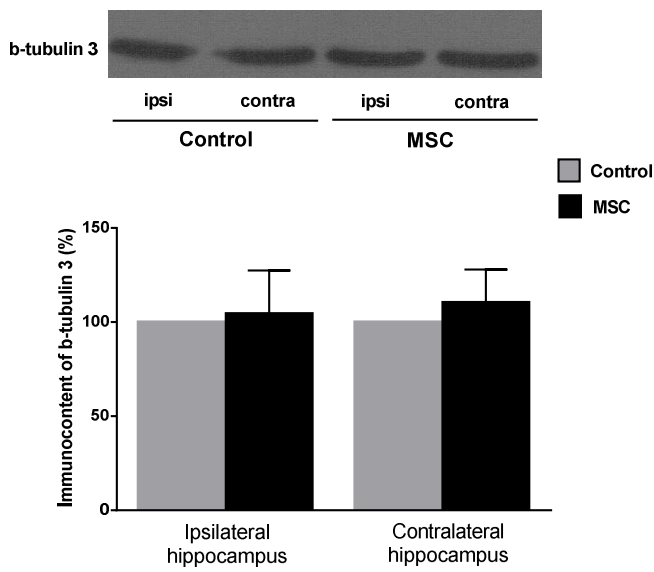 b-tubulin 3
ipsi contra ipsi contra
Control MSC
Control
MSC
Immunocontent of b-tubulin 3 (%)
150
100
50
0
Ipsilateral hippocampus
Contralateral hippocampus